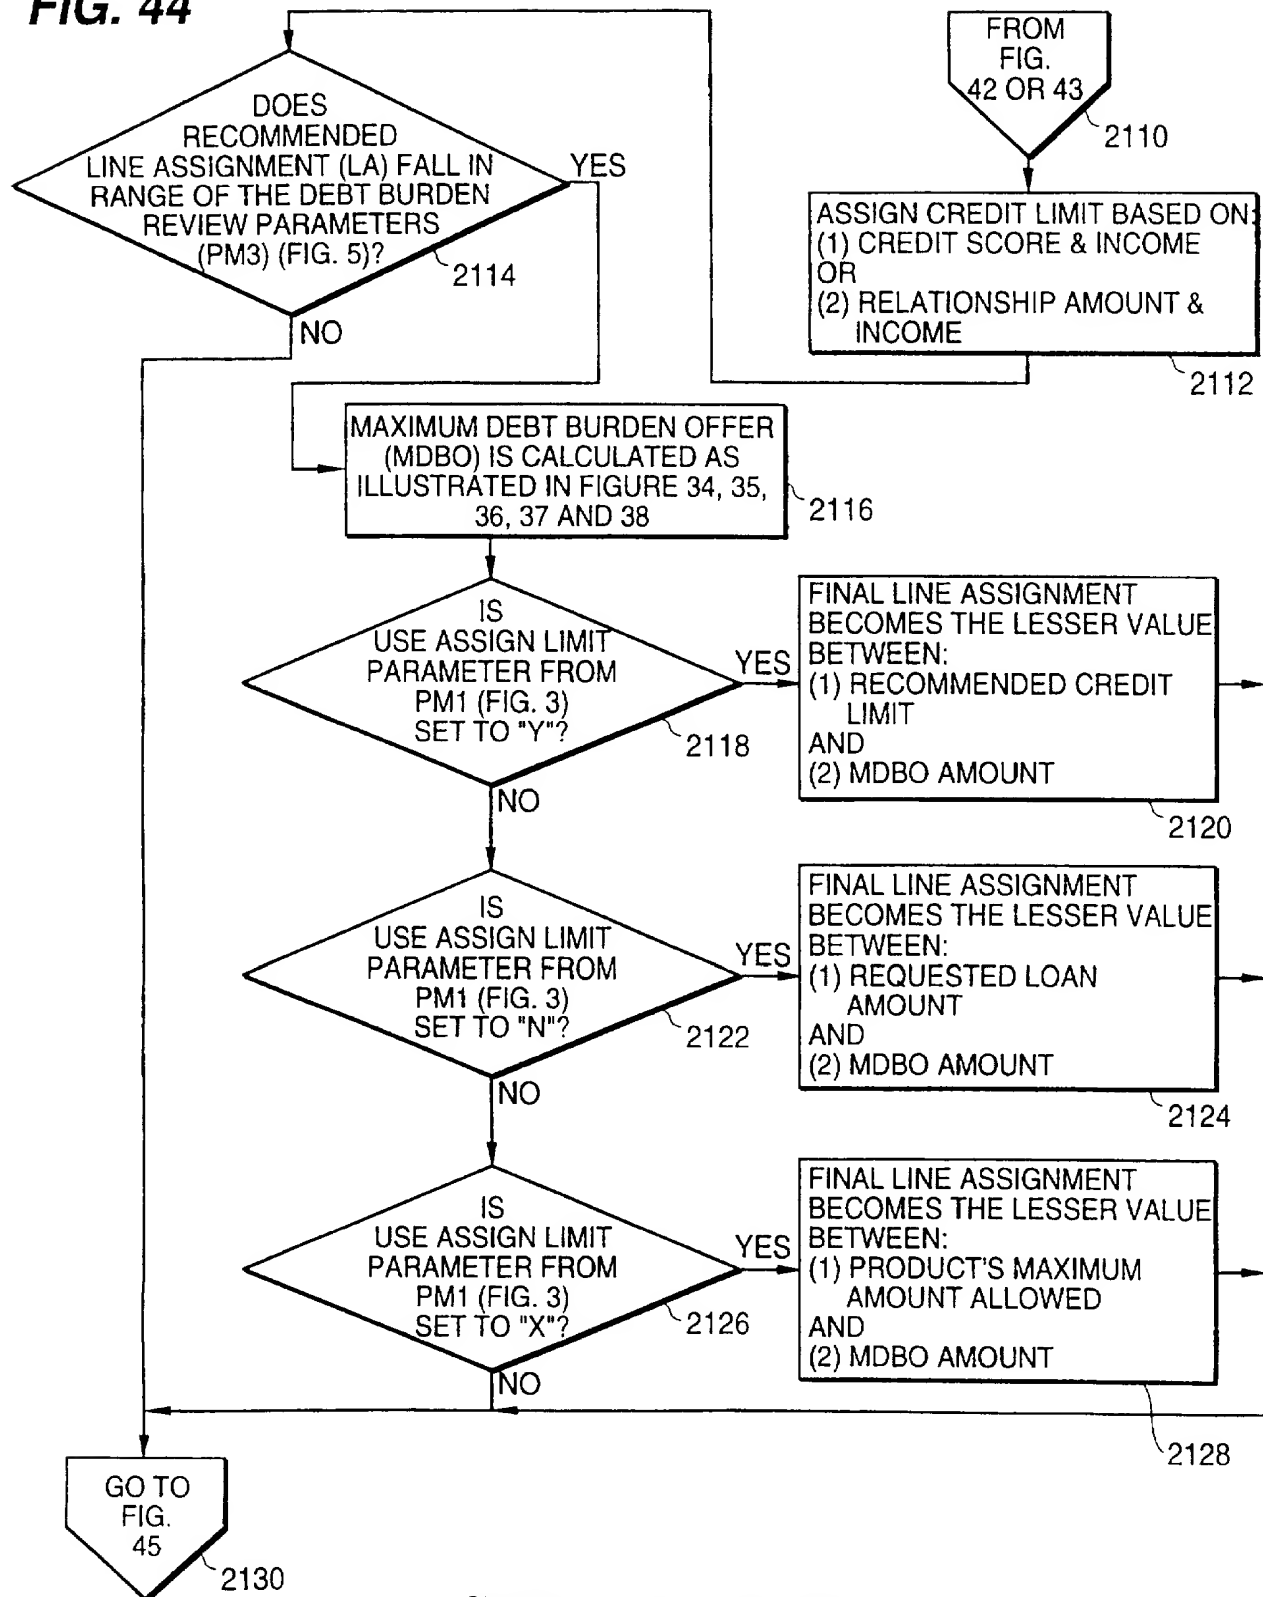 FIG. 44
FROM
FIG.
42 OR 43
2110
ASSIGN CREDIT LIMIT BASED ON:
(1) CREDIT SCORE & INCOME
OR
(2) RELATIONSHIP AMOUNT &
INCOME
2112
DOES
RECOMMENDED
LINE ASSIGNMENT (LA) FALL IN
RANGE OF THE DEBT BURDEN
REVIEW PARAMETERS
(PM3) (FIG. 5)?
2114
YES
NO
MAXIMUM DEBT BURDEN OFFER
(MDBO) IS CALCULATED AS
ILLUSTRATED IN FIGURE 34, 35,
36, 37 AND 38
2116
IS
USE ASSIGN LIMIT
PARAMETER FROM
PM1 (FIG. 3)
SET TO "Y"?
2118
YES
NO
FINAL LINE ASSIGNMENT
BECOMES THE LESSER VALUE
BETWEEN:
(1) RECOMMENDED CREDIT
LIMIT
AND
(2) MDBO AMOUNT
2120
IS
USE ASSIGN LIMIT
PARAMETER FROM
PM1 (FIG. 3)
SET TO "N"?
2122
YES
NO
FINAL LINE ASSIGNMENT
BECOMES THE LESSER VALUE
BETWEEN:
(1) REQUESTED LOAN
AMOUNT
AND
(2) MDBO AMOUNT
2124
IS
USE ASSIGN LIMIT
PARAMETER FROM
PM1 (FIG. 3)
SET TO "X"?
2126
YES
NO
FINAL LINE ASSIGNMENT
BECOMES THE LESSER VALUE
BETWEEN:
(1) PRODUCT'S MAXIMUM
AMOUNT ALLOWED
AND
(2) MDBO AMOUNT
2128
GO TO
FIG.
45
2130